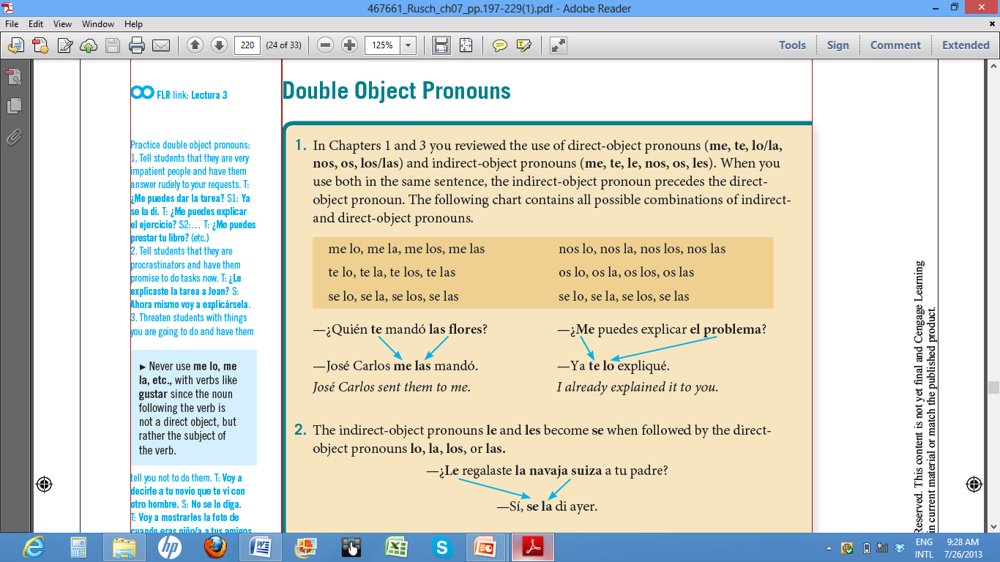 467661_Rusch_ch07_pp.197-229(1).pdf - Adobe Reader
File Edit View Window Help
220 (24 of 33) 125% Tools Sign Comment Extended
FLR link: Lectura 3
Practice double object pronouns:
1. Tell students that they are very
impatient people and have them
answer rudely to your requests. T:
¿Me puedes dar la tarea? S1: Ya
se la di. T: ¿Me puedes explicar
el ejercicio? S2:... T: ¿Me puedes
prestar tu libro? (etc.)
2. Tell students that they are
procrastinators and have them
promise to do tasks now. T: ¿Le
explicaste la tarea a Jean? S:
Ahora mismo voy a explicársela.
3. Threaten students with things
you are going to do and have them
► Never use me lo, me
la, etc., with verbs like
gustar since the noun
following the verb is
not a direct object, but
rather the subject of
the verb.
tell you not to do them. T: Voy a
decirle a tu novio que te vi con
otro hombre. S: No se lo diga.
T: Voy a mostrarles la foto de
cuando eras niño/a a tus amigos
Double Object Pronouns
1. In Chapters 1 and 3 you reviewed the use of direct-object pronouns (me, te, lo/la,
nos, os, los/las) and indirect-object pronouns (me, te, le, nos, os, les). When you
use both in the same sentence, the indirect-object pronoun precedes the direct-
object pronoun. The following chart contains all possible combinations of indirect-
and direct-object pronouns.
me lo, me la, me los, me las nos lo, nos la, nos los, nos las
te lo, te la, te los, te las os lo, os la, os los, os las
se lo, se la, se los, se las se lo, se la, se los, se las
—¿Quién te mandó las flores?
—José Carlos me las mandó.
José Carlos sent them to me.
—¿Me puedes explicar el problema?
—Ya te lo expliqué.
I already explained it to you.
2. The indirect-object pronouns le and les become se when followed by the direct-
object pronouns lo, la, los, or las.
—¿Le regalaste la navaja suiza a tu padre?
—Sí, se la di ayer.
Reserved. This content is not yet final and Cengage Learning
in current material or match the published product.
ENG 9:28 AM
INTL 7/26/2013